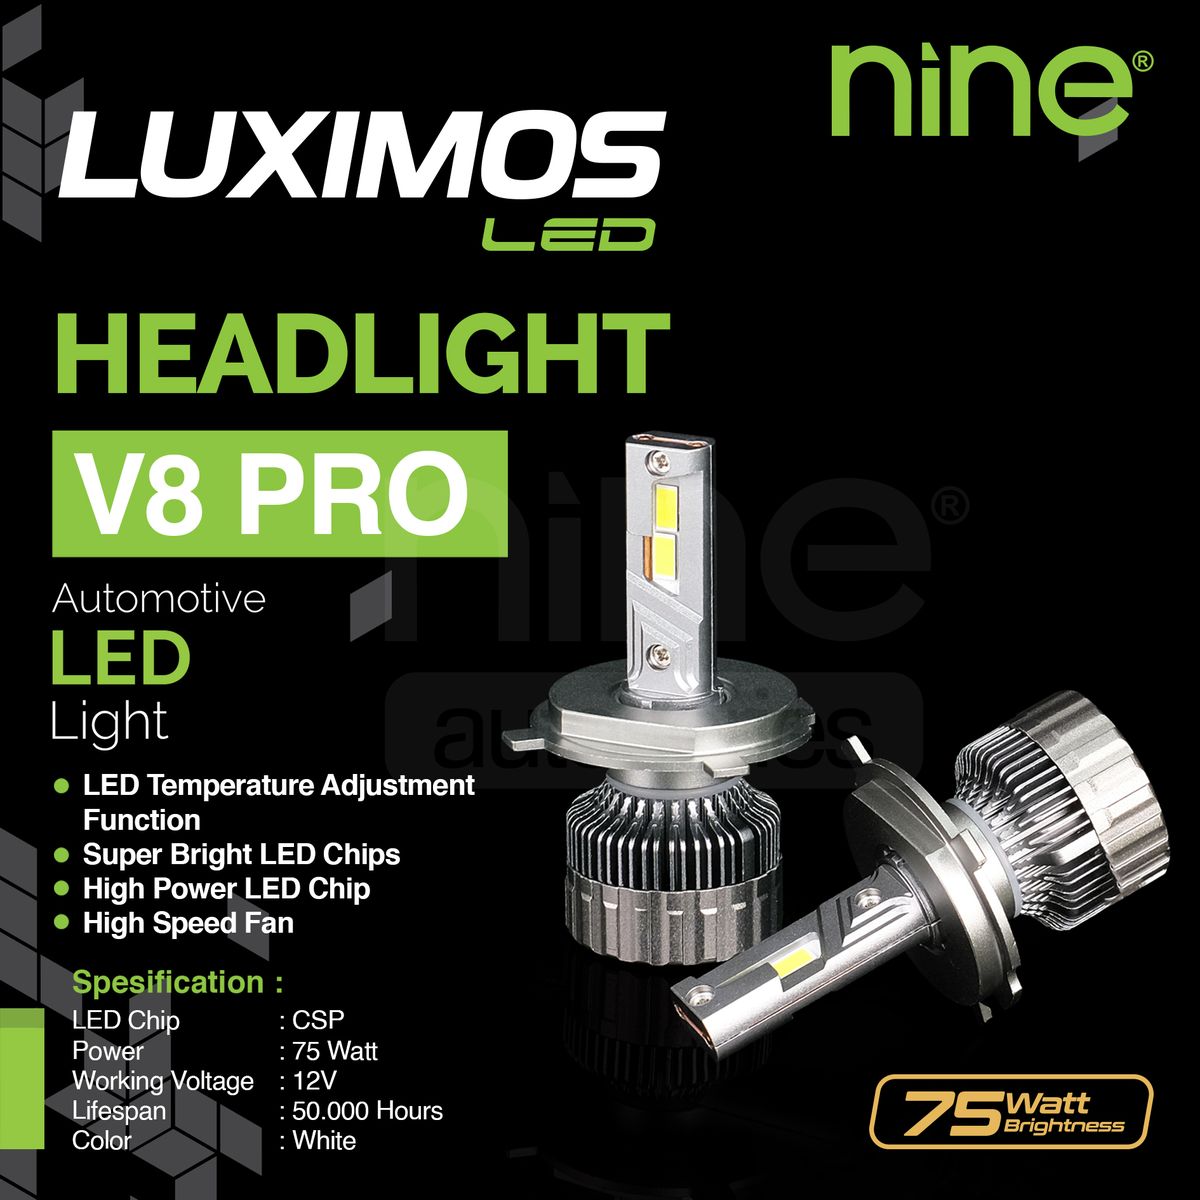 nine®
LUXIMOS
LED
HEADLIGHT
V8 PRO
nine®
Automotive
LED
Light
• LED Temperature Adjustment
Function
• Super Bright LED Chips
• High Power LED Chip
• High Speed Fan
Spesification :
LED Chip : CSP
Power : 75 Watt
Working Voltage : 12V
Lifespan : 50.000 Hours
Color : White
75 Watt
Brightness